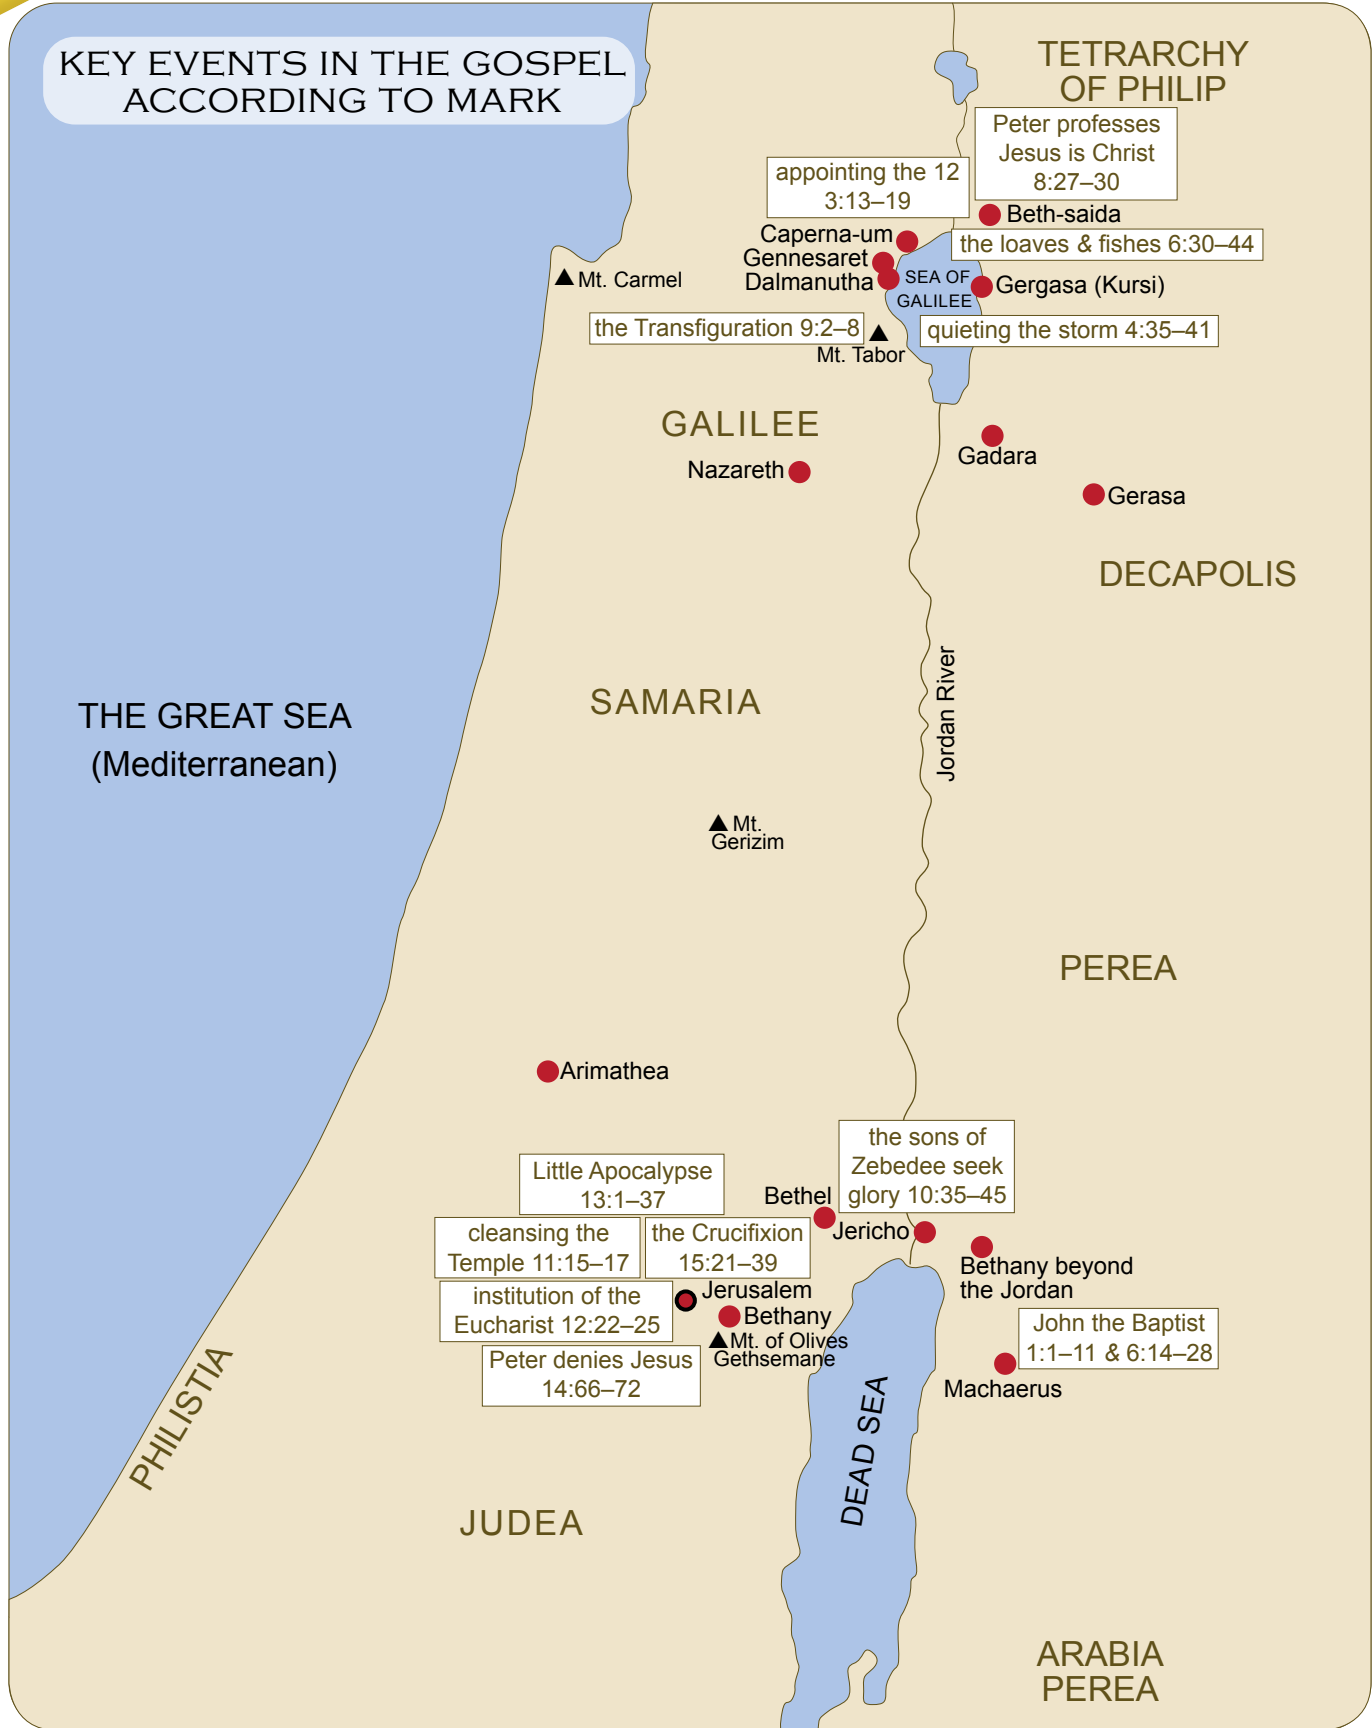 KEY EVENTS IN THE GOSPEL
ACCORDING TO MARK
TETRARCHY
OF PHILIP
Peter professes
Jesus is Christ
8:27–30
appointing the 12
3:13–19
Beth-saida
Caperna-um
the loaves & fishes 6:30–44
Gennesaret
Dalmanutha
SEA OF
GALILEE
Gergasa (Kursi)
Mt. Carmel
the Transfiguration 9:2–8
quieting the storm 4:35–41
Mt. Tabor
GALILEE
Gadara
Nazareth
Gerasa
DECAPOLIS
Jordan River
SAMARIA
THE GREAT SEA
(Mediterranean)
Mt.
Gerizim
PEREA
Arimathea
the sons of
Zebedee seek
glory 10:35–45
Little Apocalypse
13:1–37
Bethel
Jericho
cleansing the
Temple 11:15–17
the Crucifixion
15:21–39
Bethany beyond
the Jordan
institution of the
Eucharist 12:22–25
Jerusalem
Bethany
Mt. of Olives
Gethsemane
John the Baptist
1:1–11 & 6:14–28
Peter denies Jesus
14:66–72
Machaerus
PHILISTIA
DEAD SEA
JUDEA
ARABIA
PEREA